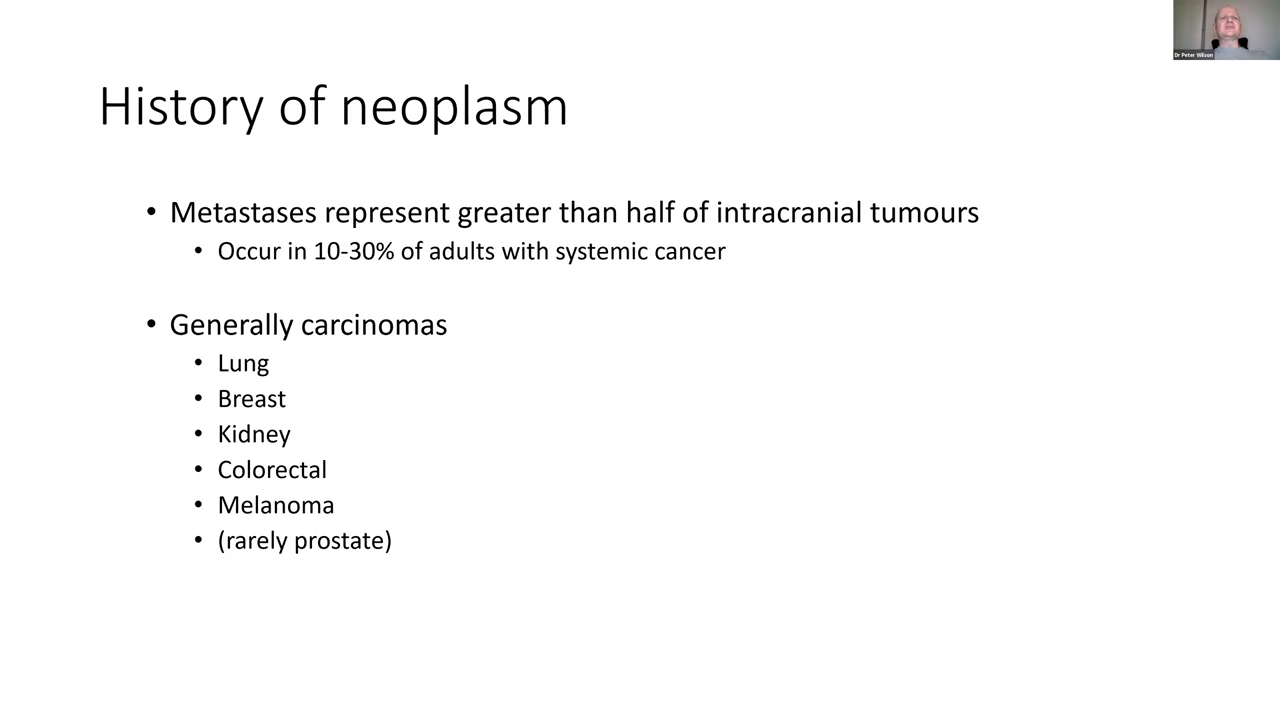 Dr Peter Wilson
History of neoplasm
• Metastases represent greater than half of intracranial tumours
• Occur in 10-30% of adults with systemic cancer
• Generally carcinomas
• Lung
• Breast
• Kidney
• Colorectal
• Melanoma
• (rarely prostate)